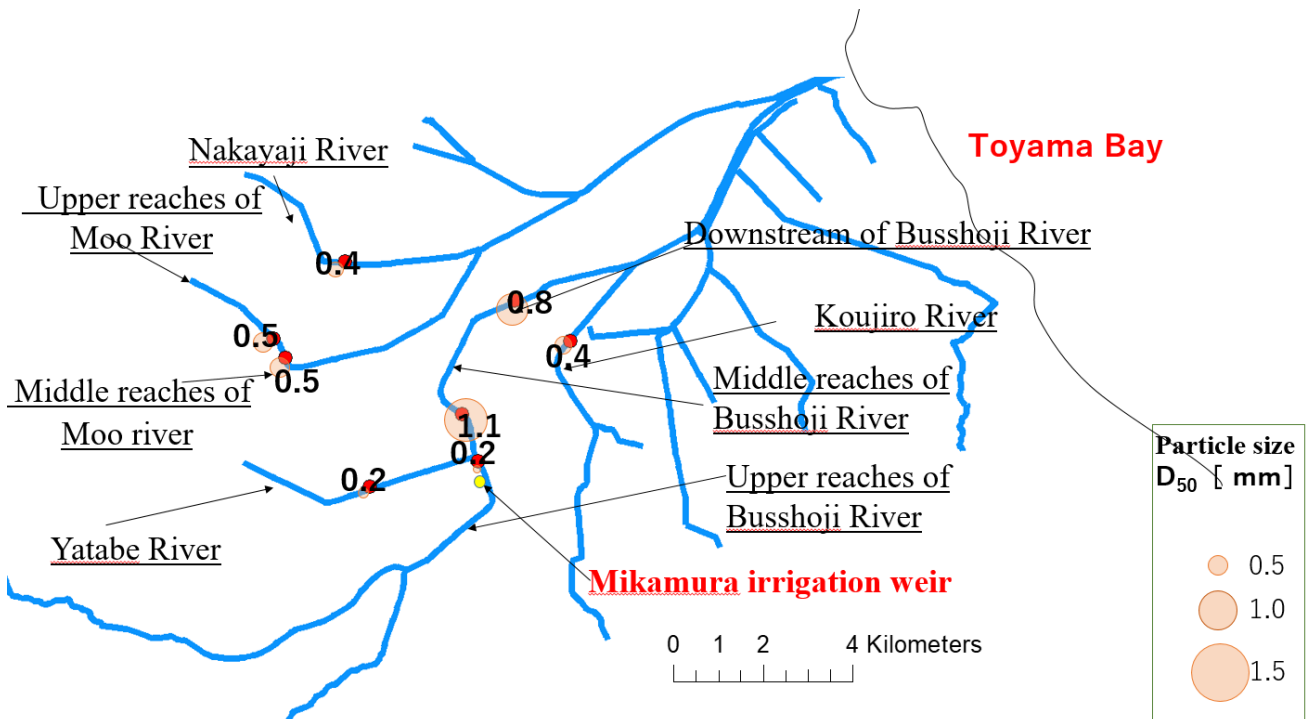 Nakayaji River
Toyama Bay
Upper reaches of
Moo River
Downstream of Busshoji River
0.4
0.8
Koujiro River
0.5
0.4
0.5
Middle reaches of
Moo river
Middle reaches of
Busshoji River
1.1
0.2
0.2
Upper reaches of
Busshoji River
Yatabe River
Mikamura irrigation weir
0 1 2 4 Kilometers
Particle size
D₅₀ [ mm]
0.5
1.0
1.5